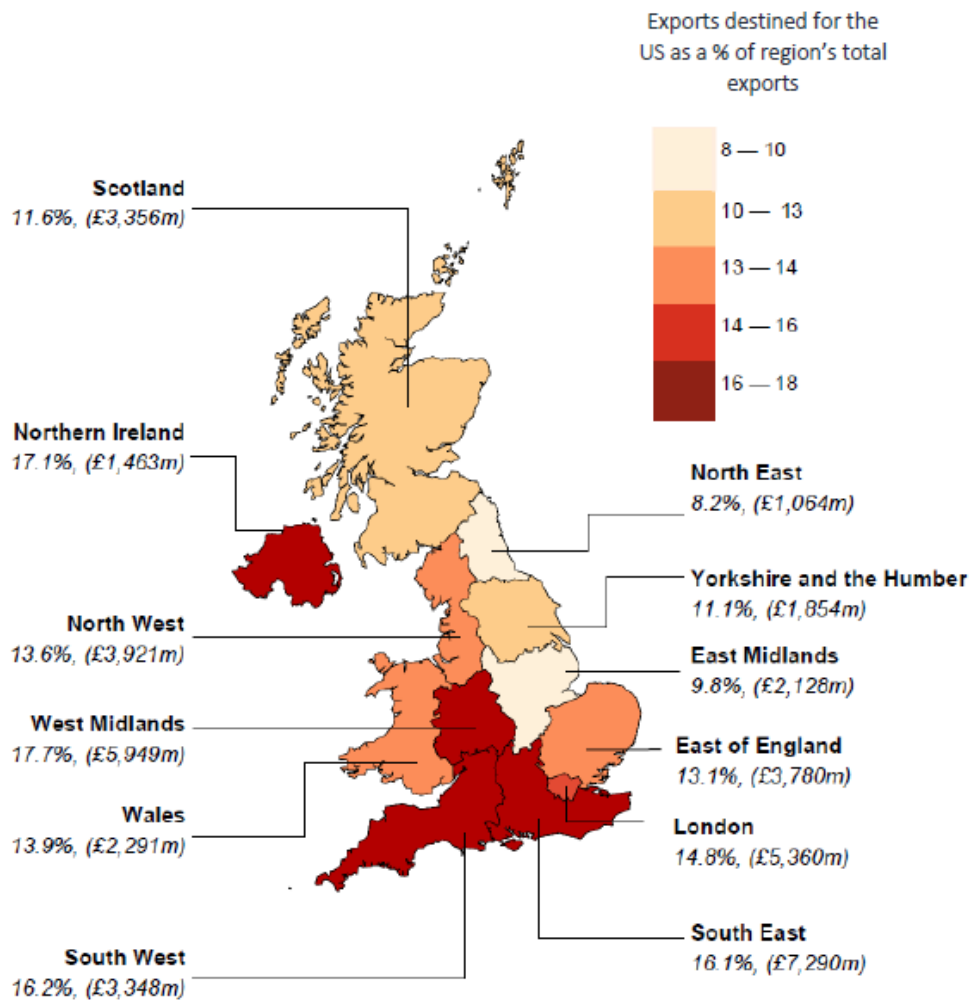 Exports destined for the
US as a % of region's total
exports
8 — 10
10 — 13
13 — 14
14 — 16
16 — 18
Scotland
11.6%, (£3,356m)
Northern Ireland
17.1%, (£1,463m)
North East
8.2%, (£1,064m)
Yorkshire and the Humber
11.1%, (£1,854m)
North West
13.6%, (£3,921m)
East Midlands
9.8%, (£2,128m)
West Midlands
17.7%, (£5,949m)
East of England
13.1%, (£3,780m)
Wales
13.9%, (£2,291m)
London
14.8%, (£5,360m)
South East
16.1%, (£7,290m)
South West
16.2%, (£3,348m)